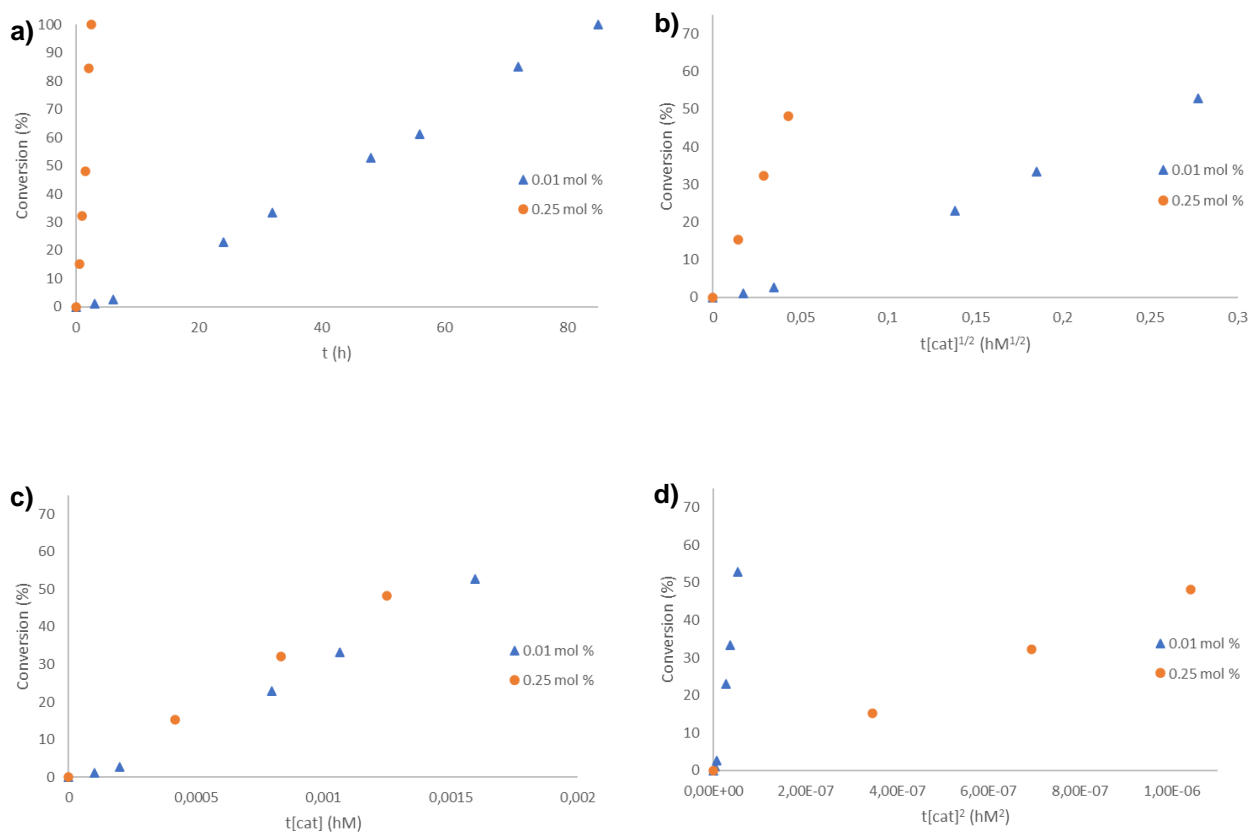 a)
100
90
80
70
60
50
40
30
20
10
0
Conversion (%)
0
20
40
60
80
t (h)
0.01 mol %
0.25 mol %
b)
70
60
50
40
30
20
10
0
Conversion (%)
0
0,05
0,1
0,15
0,2
0,25
0,3
t[cat]1/2 (hM1/2)
0.01 mol %
0.25 mol %
c)
70
60
50
40
30
20
10
0
Conversion (%)
0
0,0005
0,001
0,0015
0,002
t[cat] (hM)
0.01 mol %
0.25 mol %
d)
70
60
50
40
30
20
10
0
Conversion (%)
0,00E+00
2,00E-07
4,00E-07
6,00E-07
8,00E-07
1,00E-06
t[cat]2 (hM2)
0.01 mol %
0.25 mol %